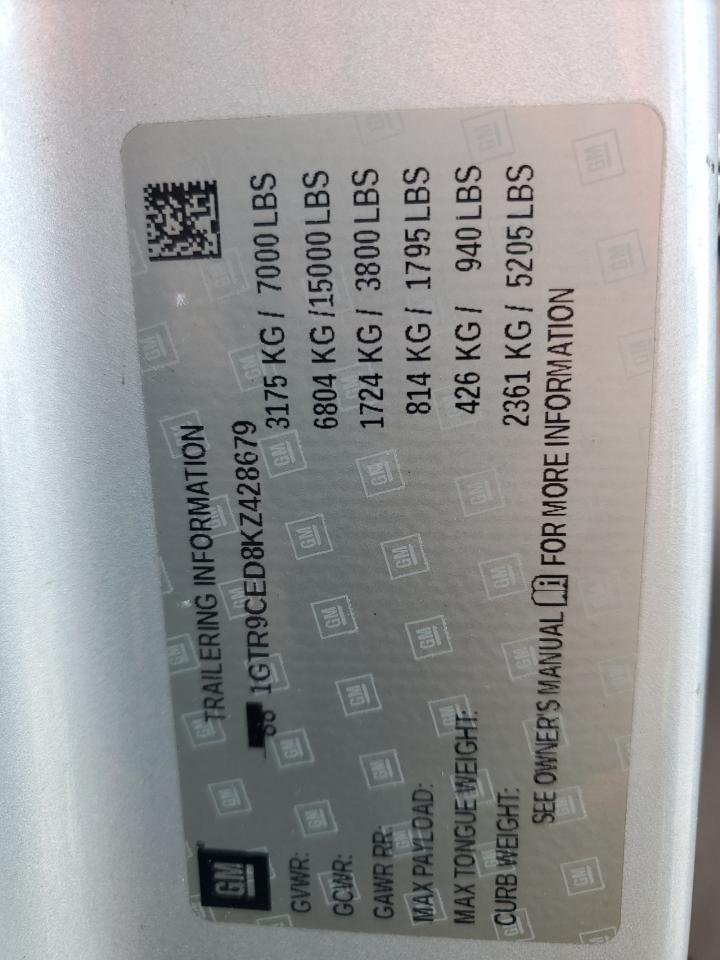 GM
TRAILERING INFORMATION
1GTR9CED8KZ428679
GVWR: 3175 KG / 7000 LBS
GCWR: 6804 KG /15000 LBS
GAWR RR: 1724 KG / 3800 LBS
MAX PAYLOAD: 814 KG / 1795 LBS
MAX TONGUE WEIGHT: 426 KG / 940 LBS
CURB WEIGHT: 2361 KG / 5205 LBS
SEE OWNER'S MANUAL i FOR MORE INFORMATION